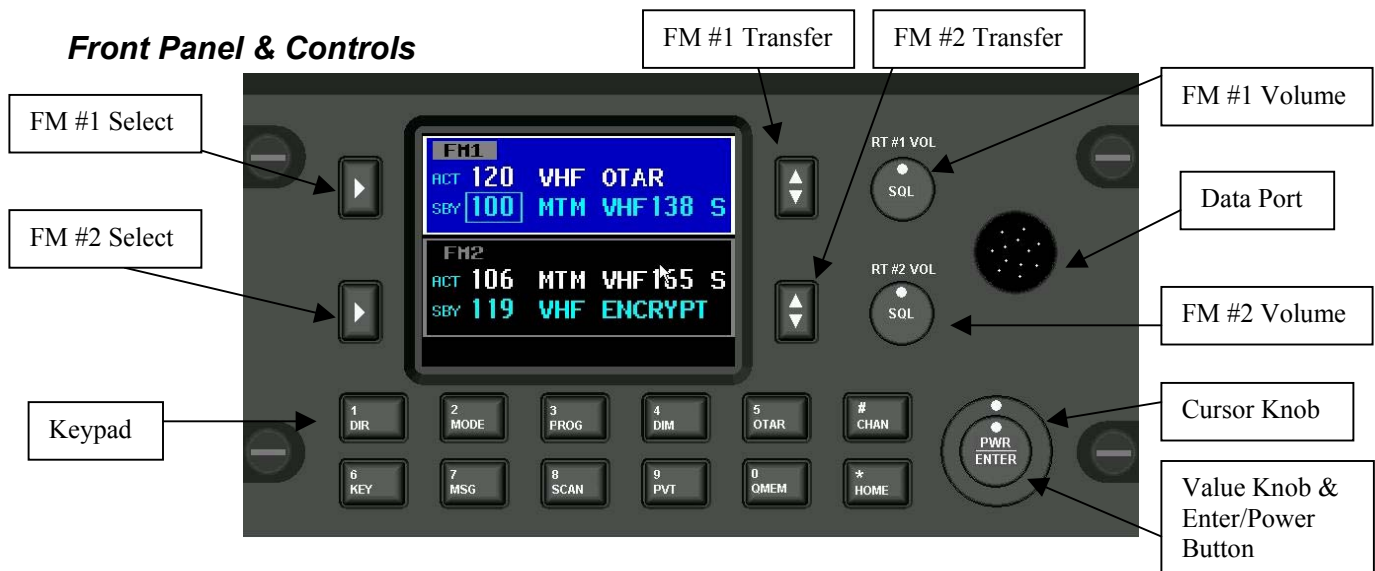 Front Panel & Controls
FM #1 Transfer
FM #2 Transfer
FM #1 Select
FM #2 Select
Keypad
FM #1 Volume
Data Port
FM #2 Volume
Cursor Knob
Value Knob &
Enter/Power
Button
FM1
ACT 120 VHF OTAR
SBY 100 MTM VHF138 S
FM2
ACT 106 MTM VHF165 S
SBY 119 VHF ENCRYPT
RT #1 VOL
SQL
RT #2 VOL
SQL
1
DIR
2
MODE
3
PROG
4
DIM
5
OTAR
#
CHAN
6
KEY
7
MSG
8
SCAN
9
PVT
0
QMEM
*
HOME
PWR
ENTER